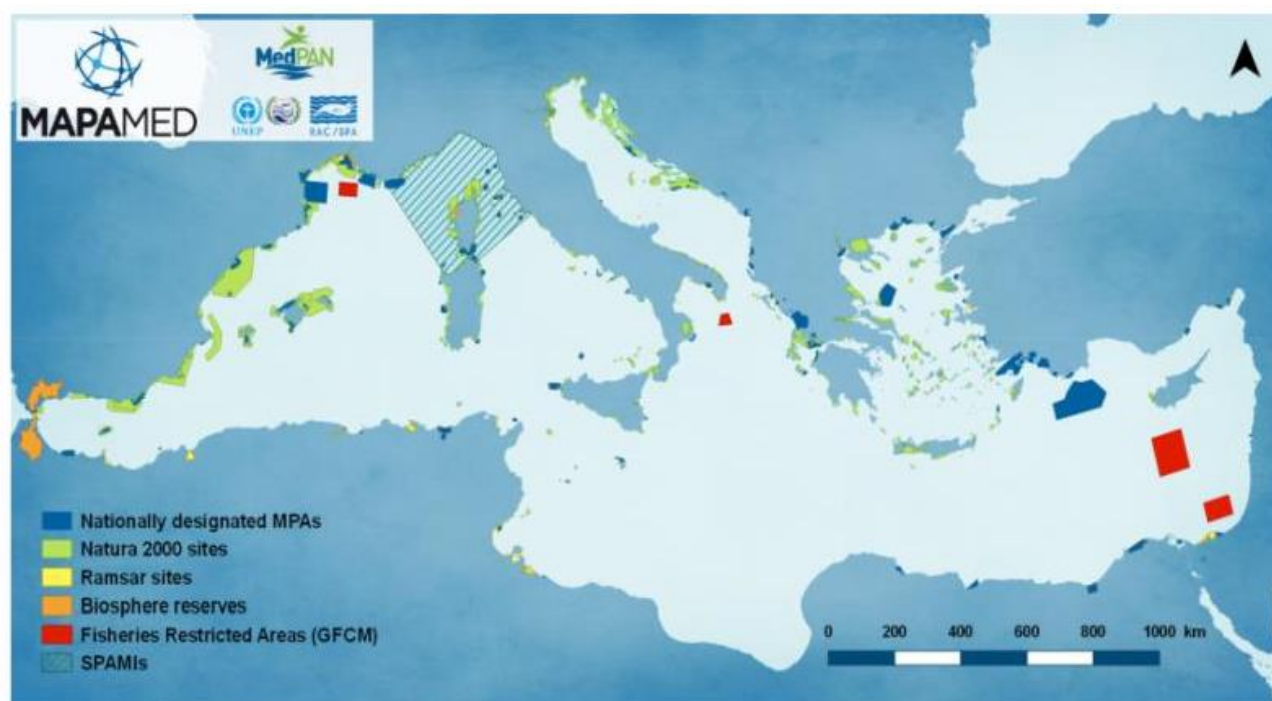 MAPAMED
MedPAN
UNEP
RAC/SPA
Nationally designated MPAs
Natura 2000 sites
Ramsar sites
Biosphere reserves
Fisheries Restricted Areas (GFCM)
SPAMIs
0 200 400 600 800 1000 km